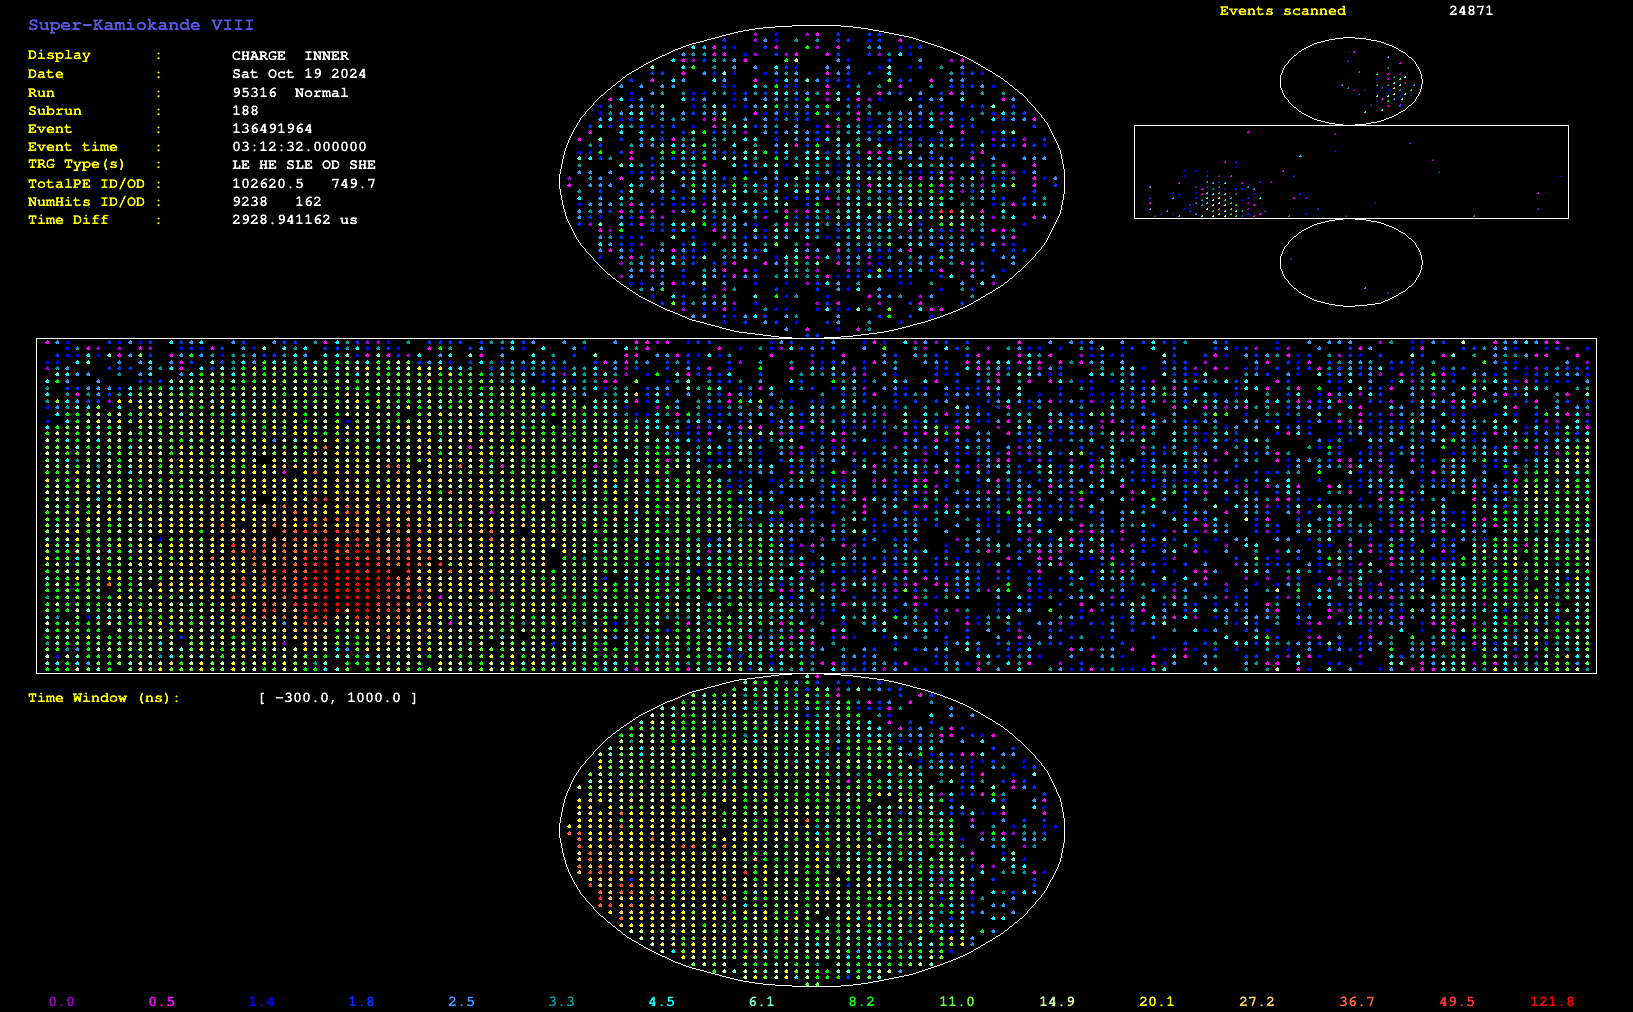 Super-Kamiokande VIII
Display : CHARGE INNER
Date : Sat Oct 19 2024
Run : 95316 Normal
Subrun : 188
Event : 136491964
Event time : 03:12:32.000000
TRG Type(s) : LE HE SLE OD SHE
TotalPE ID/OD : 102620.5 749.7
NumHits ID/OD : 9238 162
Time Diff : 2928.941162 us
Events scanned 24871
Time Window (ns): [ −300.0, 1000.0 ]
0.0 0.5 1.4 1.8 2.5 3.3 4.5 6.1 8.2 11.0 14.9 20.1 27.2 36.7 49.5 121.8